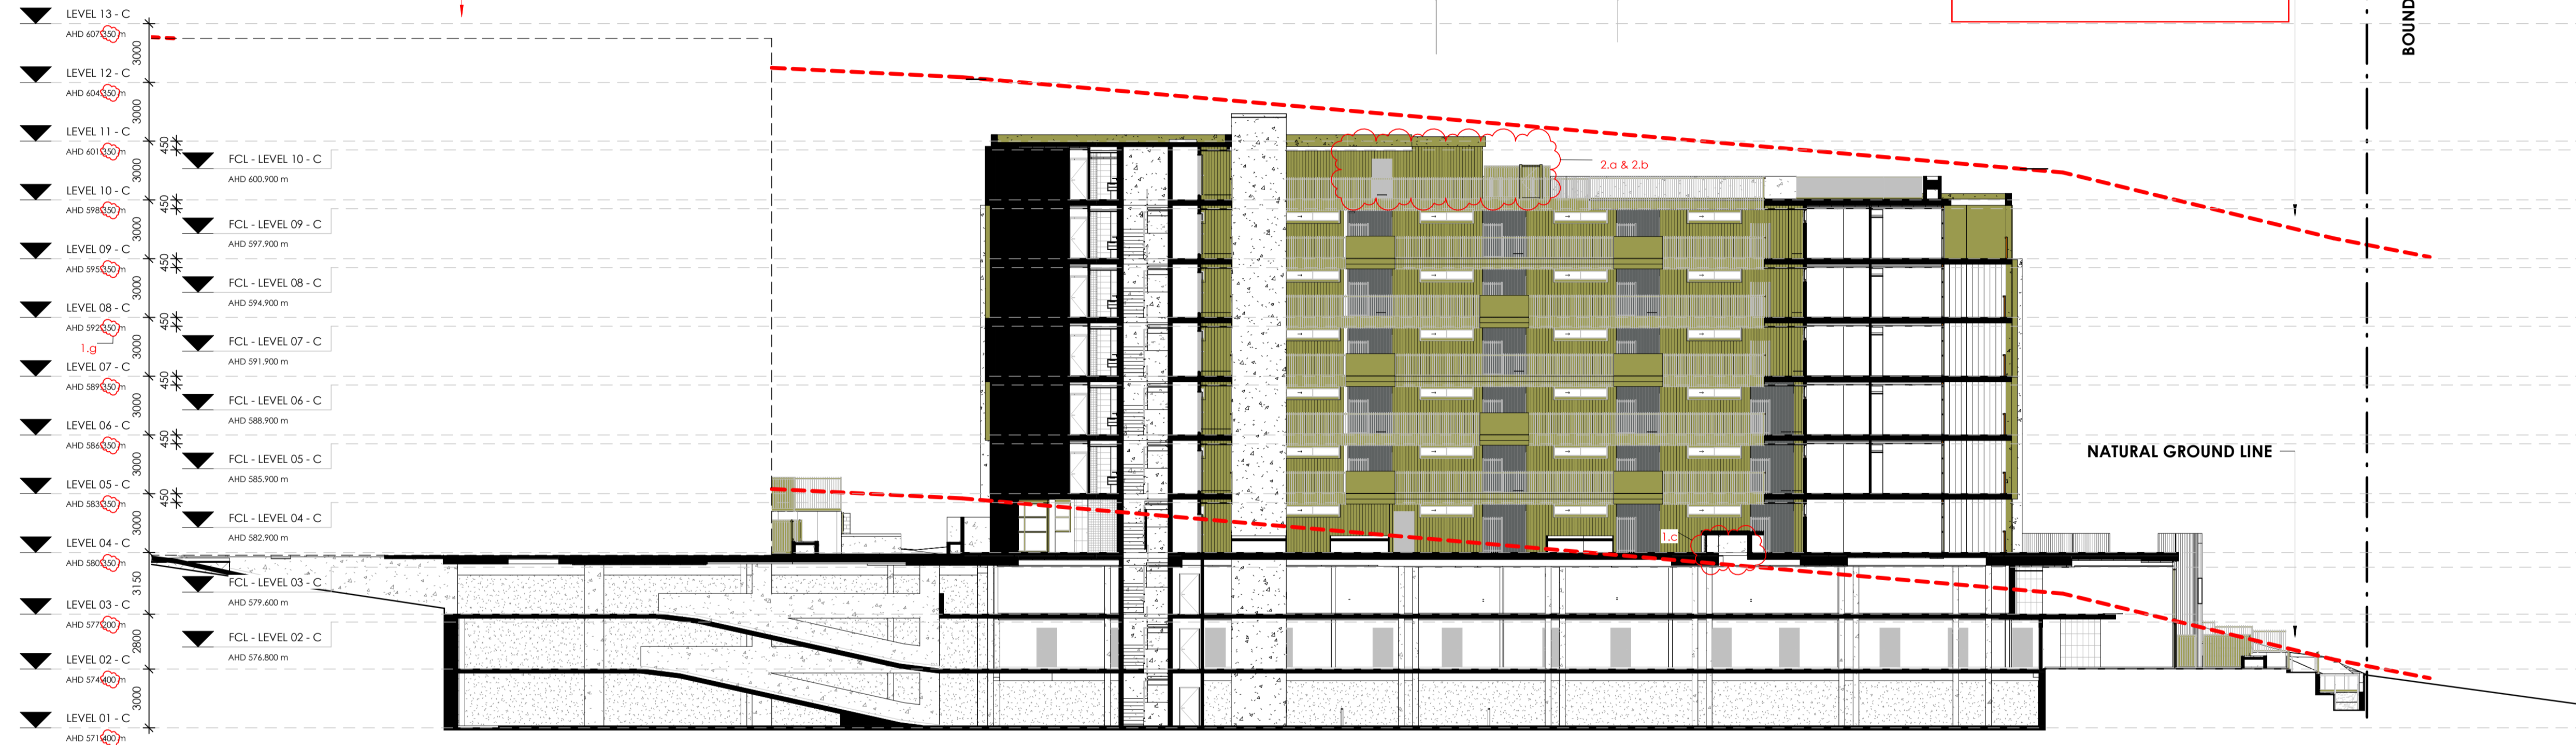 LEVEL 13 - C
AHD 607.350 m
3000
LEVEL 12 - C
AHD 604.350 m
3000
LEVEL 11 - C
AHD 601.350 m
450
FCL - LEVEL 10 - C
AHD 600.900 m
3000
LEVEL 10 - C
AHD 598.350 m
450
FCL - LEVEL 09 - C
AHD 597.900 m
3000
LEVEL 09 - C
AHD 595.350 m
450
FCL - LEVEL 08 - C
AHD 594.900 m
3000
LEVEL 08 - C
AHD 592.350 m
1.g
450
FCL - LEVEL 07 - C
AHD 591.900 m
3000
LEVEL 07 - C
AHD 589.350 m
450
FCL - LEVEL 06 - C
AHD 588.900 m
3000
LEVEL 06 - C
AHD 586.350 m
450
FCL - LEVEL 05 - C
AHD 585.900 m
3000
LEVEL 05 - C
AHD 583.350 m
450
FCL - LEVEL 04 - C
AHD 582.900 m
3000
LEVEL 04 - C
AHD 580.350 m
FCL - LEVEL 03 - C
AHD 579.600 m
3150
LEVEL 03 - C
AHD 577.200 m
FCL - LEVEL 02 - C
AHD 576.800 m
2800
LEVEL 02 - C
AHD 574.400 m
3000
LEVEL 01 - C
AHD 571.400 m
2.a & 2.b
1.c
NATURAL GROUND LINE
BOUND